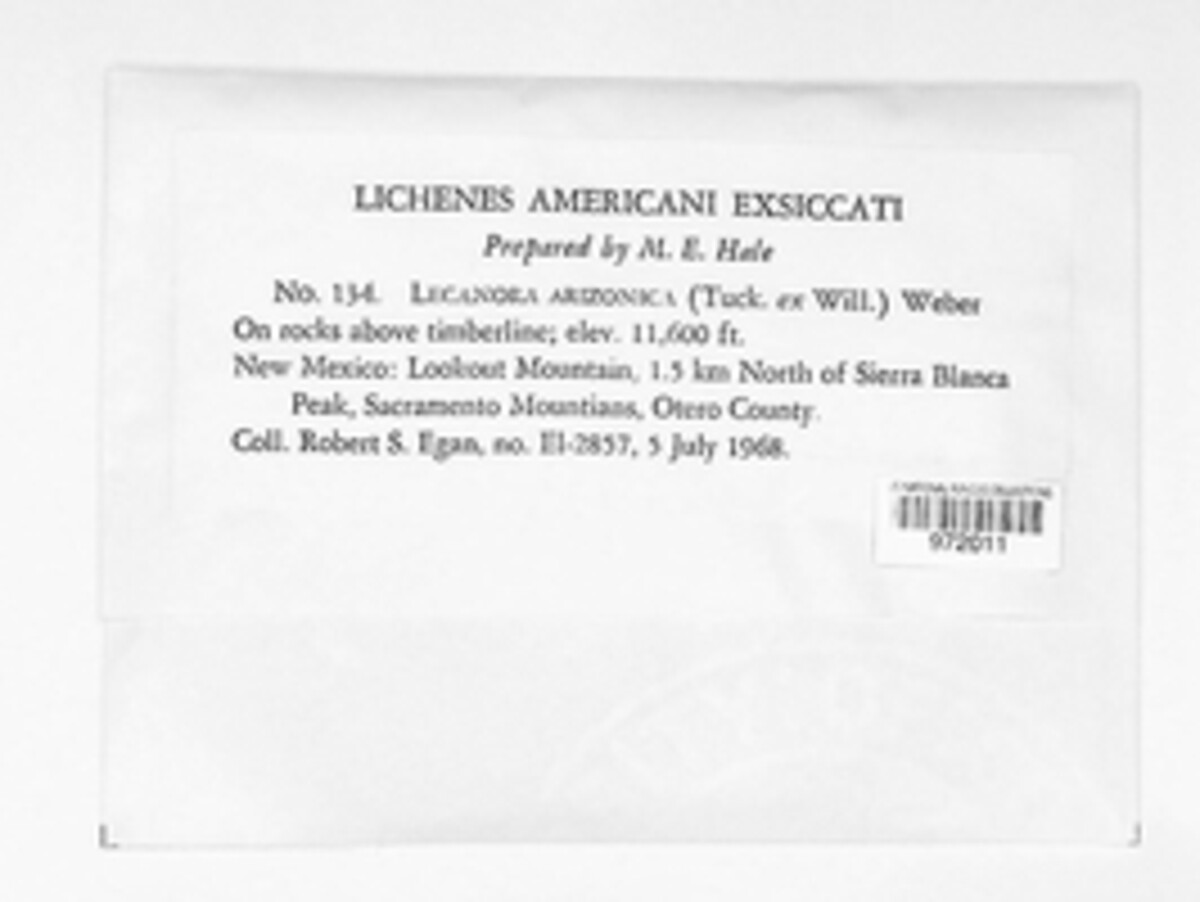 LICHENES AMERICANI EXSICCATI
Prepared by M. E. Hale
No. 134. LECANORA ARIZONICA (Tuck. ex Will.) Weber
On rocks above timberline; elev. 11,600 ft.
New Mexico: Lookout Mountain, 1.5 km North of Sierra Blanca
Peak, Sacramento Mountians, Otero County.
Coll. Robert S. Egan, no. El-2857, 5 July 1968.
972011